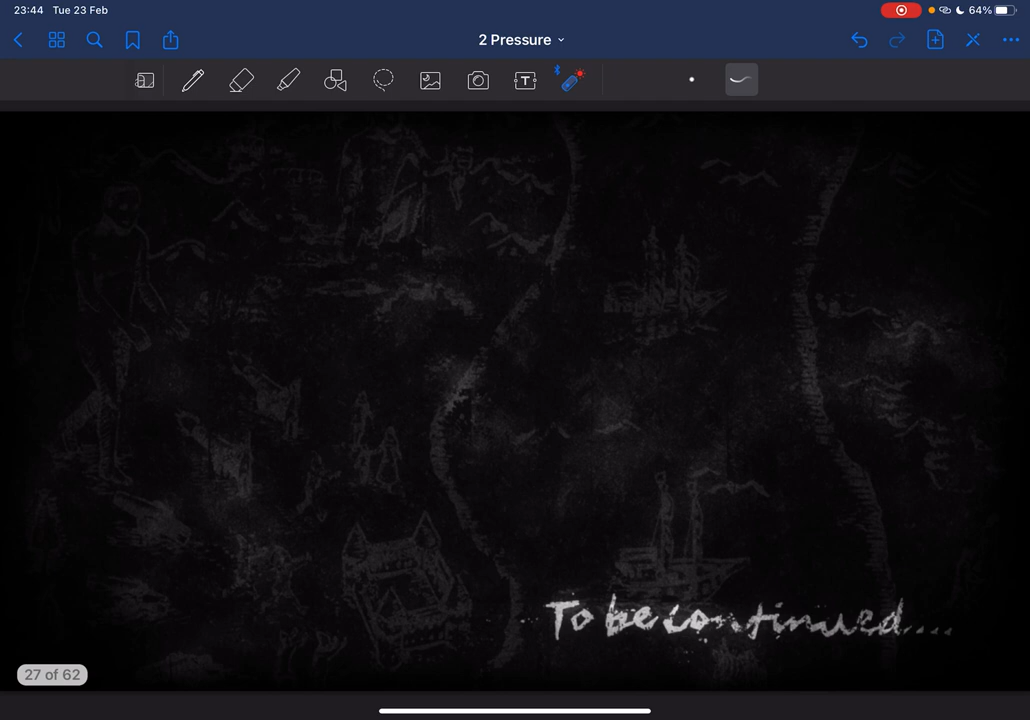 23:44 Tue 23 Feb
64%
2 Pressure
T
To be continued....
27 of 62